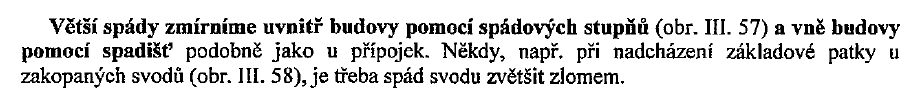 Větší spády zmírníme uvnitř budovy pomocí spádových stupňů (obr. III. 57) a vně budovy
pomocí spadišť podobně jako u přípojek. Někdy, např. při nadcházení základové patky u
zakopaných svodů (obr. III. 58), je třeba spád svodu zvětšit zlomem.